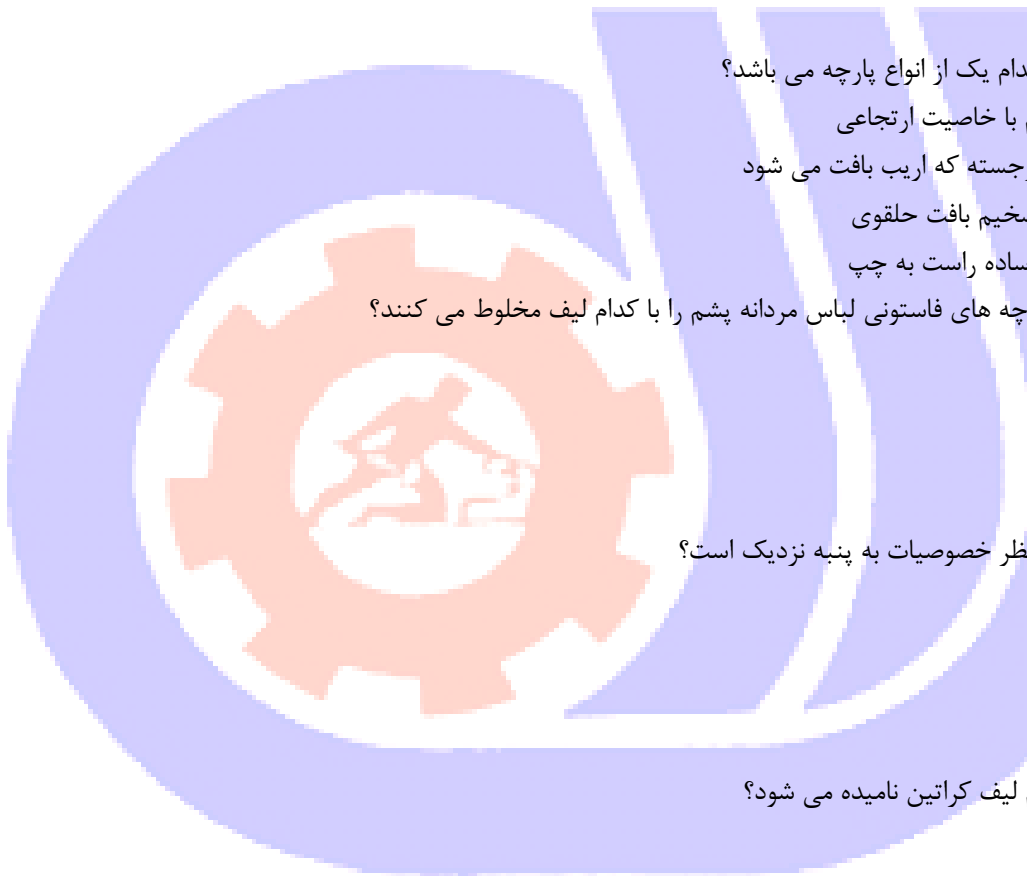 دام یک از انواع پارچه می باشد؟
با خاصیت ارتجاعی
رجسته که اریب بافت می شود
ضخیم بافت حلقوی
ساده راست به چپ
چه های فاستونی لباس مردانه پشم را با کدام لیف مخلوط می کنند؟
ظر خصوصیات به پنبه نزدیک است؟
لیف کراتین نامیده می شود؟